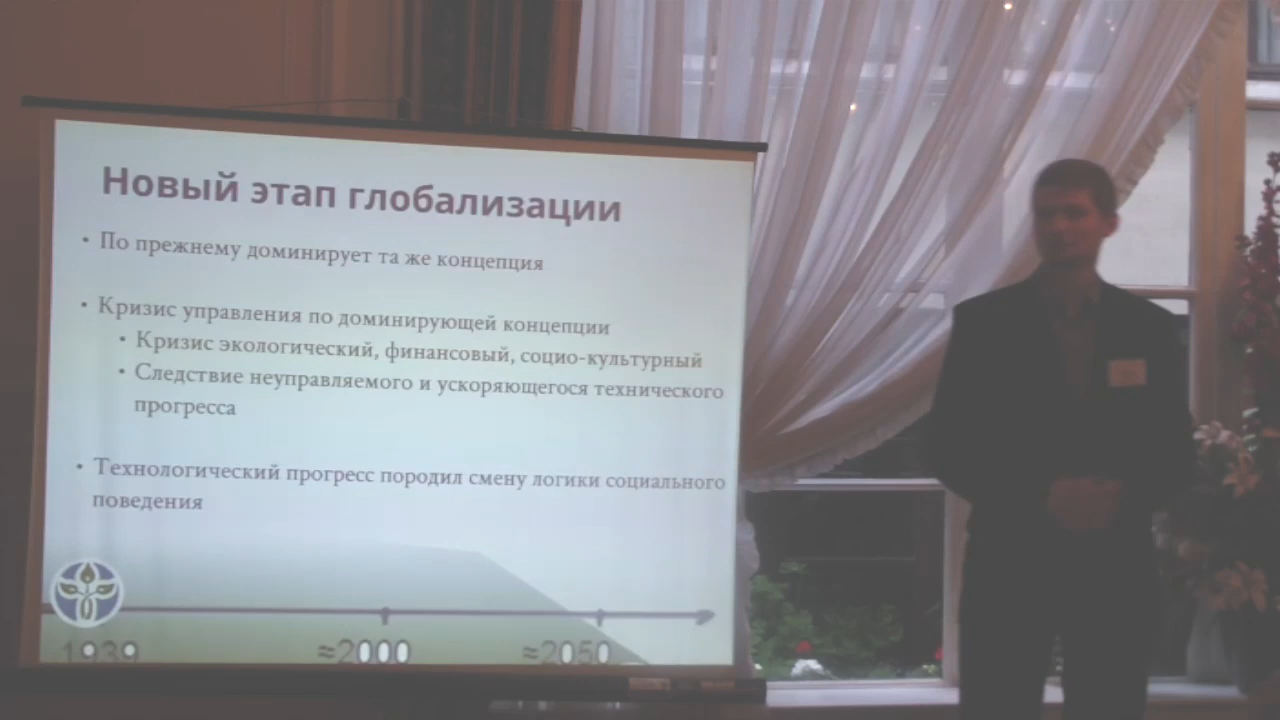 Новый этап глобализации
• По прежнему доминирует та же концепция
• Кризис управления по доминирующей концепции
• Кризис экологический, финансовый, социо-культурный
• Следствие неуправляемого и ускоряющегося технического
прогресса
• Технологический прогресс породил смену логики социального
поведения
1939 ≈2000 ≈2050